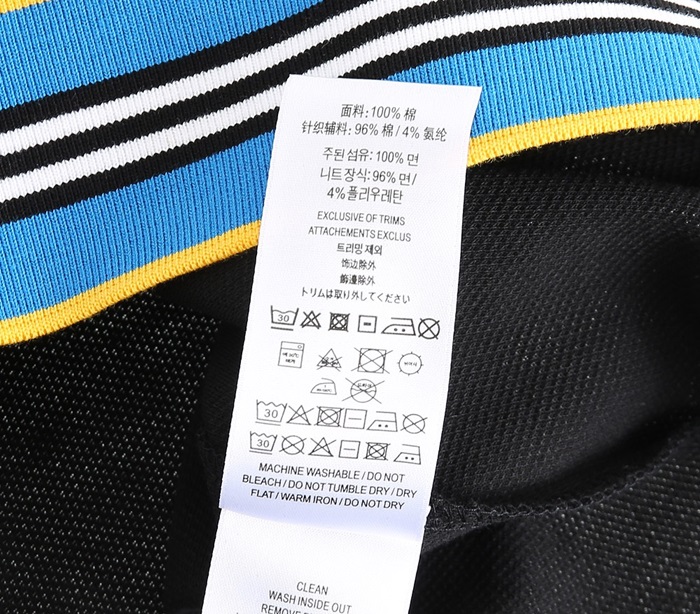 面料:100% 棉
针织辅料: 96% 棉 / 4% 氨纶
주된 섬유: 100% 면
니트 장식: 96% 면 /
4% 폴리우레탄
EXCLUSIVE OF TRIMS
ATTACHEMENTS EXCLUS
트리밍 제외
饰边除外
飾邊除外
トリムは取り外してください
30
30
30
MACHINE WASHABLE / DO NOT
BLEACH / DO NOT TUMBLE DRY / DRY
FLAT / WARM IRON / DO NOT DRY
CLEAN
WASH INSIDE OUT